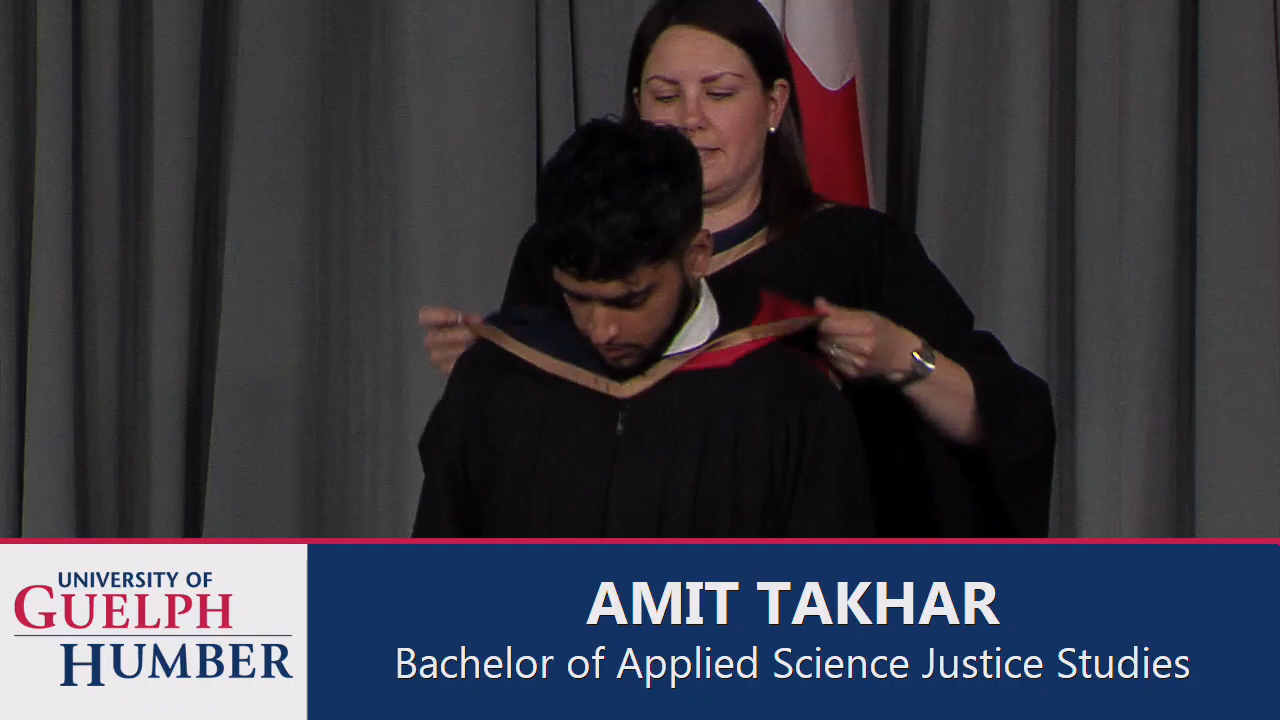 UNIVERSITY OF
GUELPH
HUMBER
AMIT TAKHAR
Bachelor of Applied Science Justice Studies